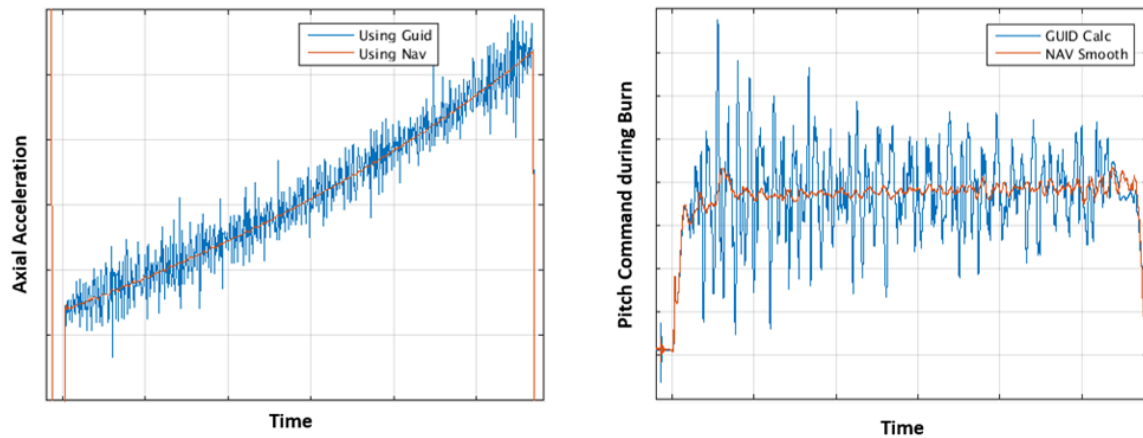 Using Guid
Using Nav
Axial Acceleration
Time
GUID Calc
NAV Smooth
Pitch Command during Burn
Time